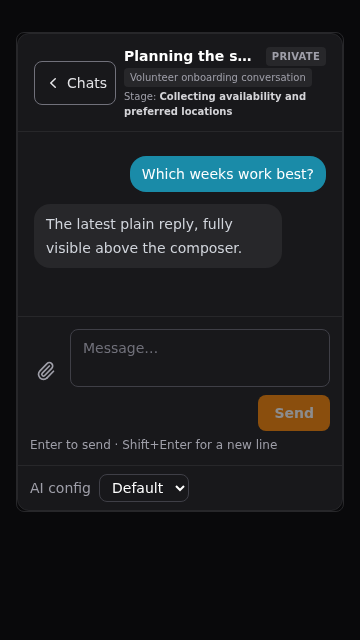 Chats
Planning the s…
PRIVATE
Volunteer onboarding conversation
Stage: Collecting availability and
preferred locations
Which weeks work best?
The latest plain reply, fully
visible above the composer.
Message…
Send
Enter to send · Shift+Enter for a new line
AI config
Default